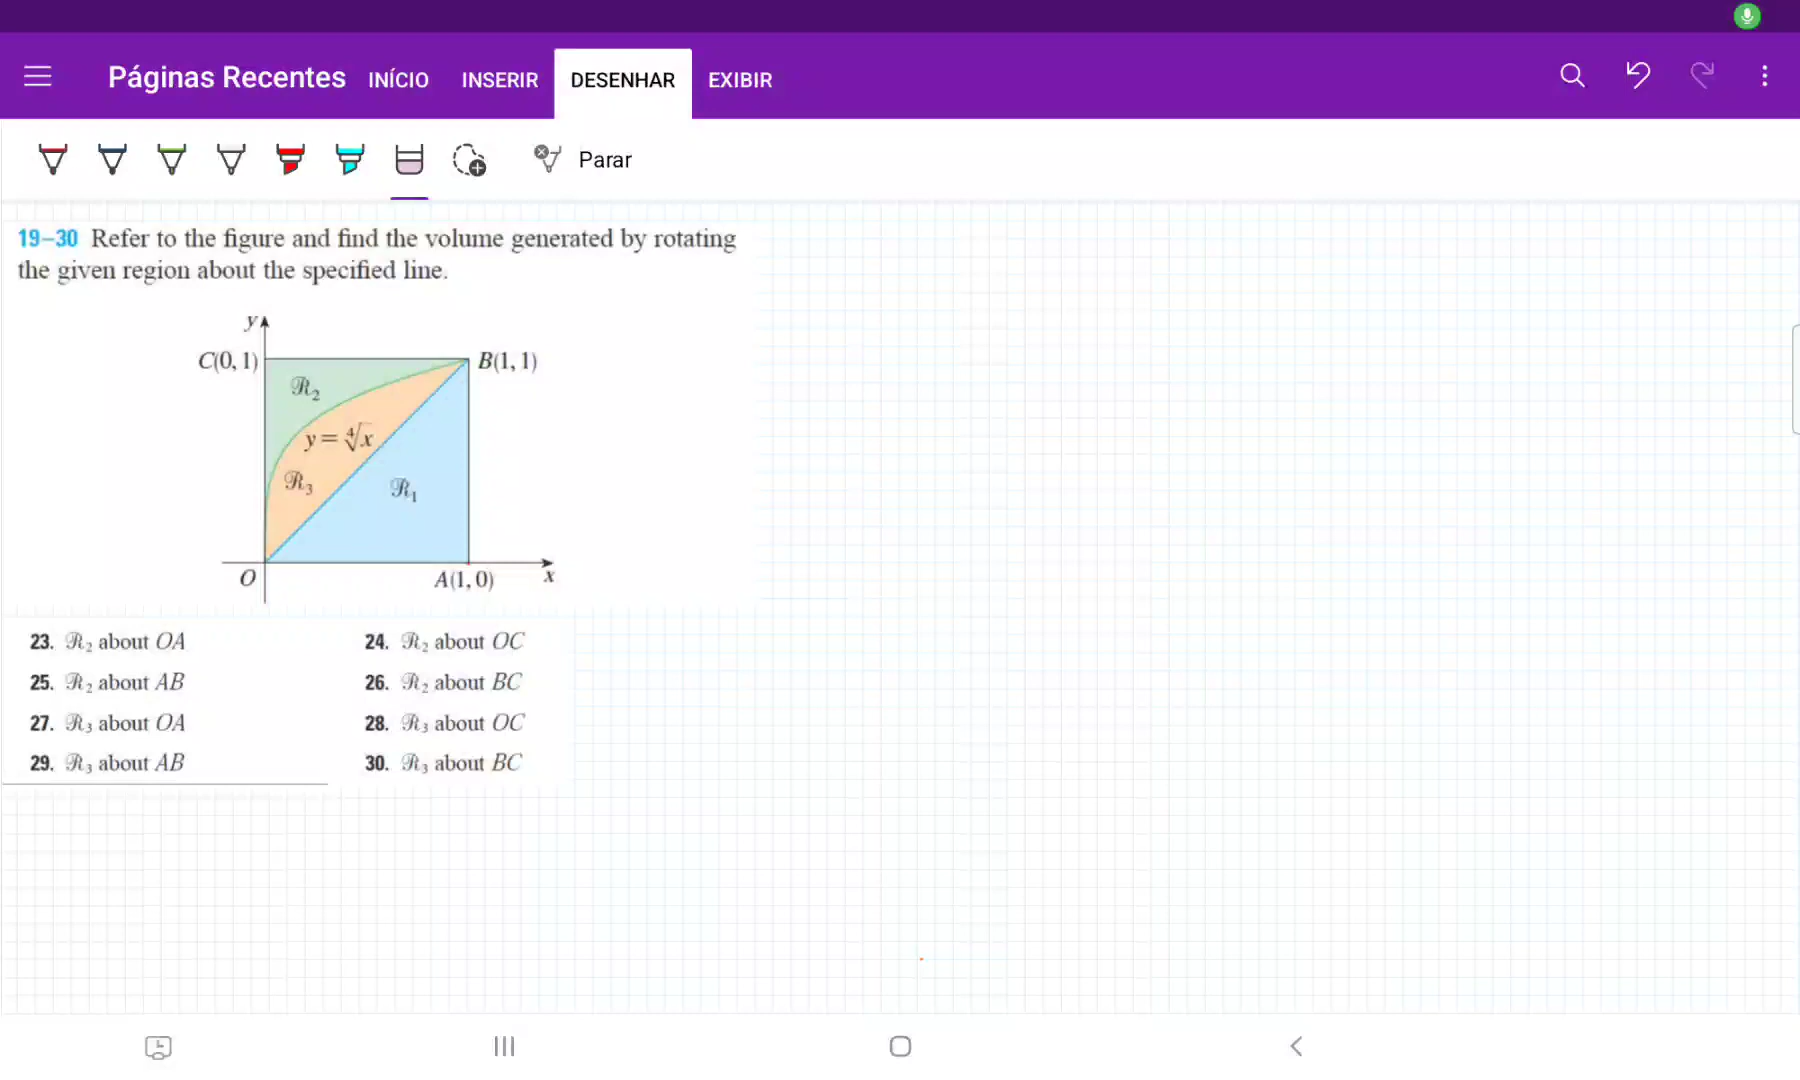 Páginas Recentes INÍCIO INSERIR DESENHAR EXIBIR
Parar
19–30 Refer to the figure and find the volume generated by rotating
the given region about the specified line.
y
C(0, 1) B(1, 1)
ℛ₂
y = ∜x
ℛ₃ ℛ₁
O A(1, 0) x
23. ℛ₂ about OA 24. ℛ₂ about OC
25. ℛ₂ about AB 26. ℛ₂ about BC
27. ℛ₃ about OA 28. ℛ₃ about OC
29. ℛ₃ about AB 30. ℛ₃ about BC